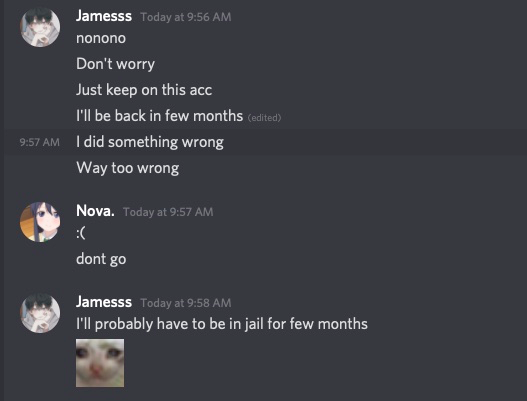 Jamesss Today at 9:56 AM
nonono
Don't worry
Just keep on this acc
I'll be back in few months (edited)
9:57 AM I did something wrong
Way too wrong
Nova. Today at 9:57 AM
:(
dont go
Jamesss Today at 9:58 AM
I'll probably have to be in jail for few months